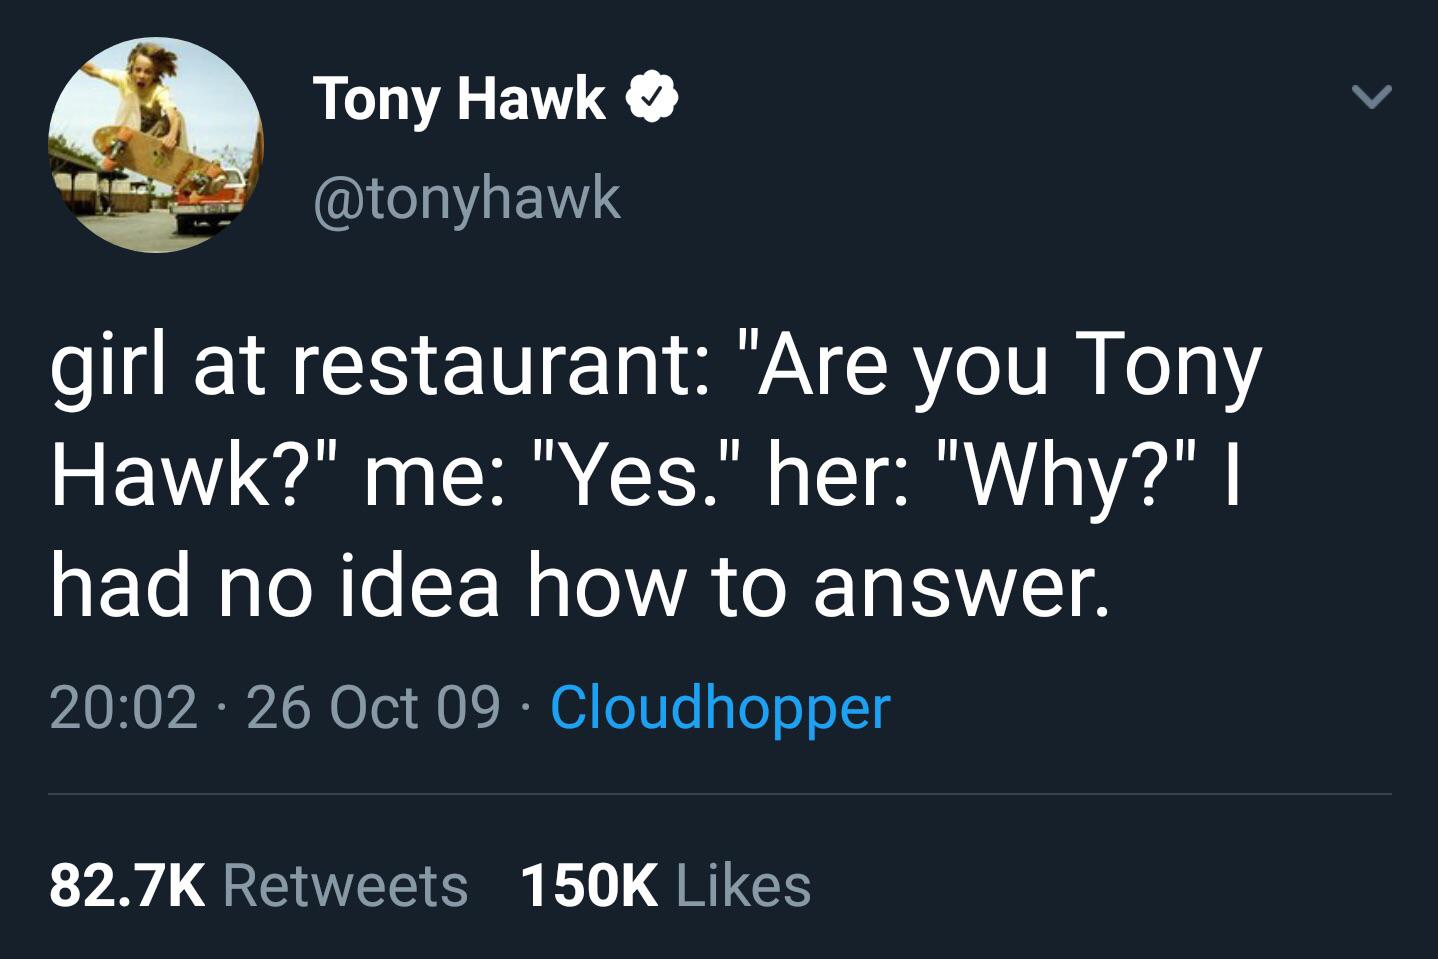 Tony Hawk
@tonyhawk
girl at restaurant: "Are you Tony
Hawk?" me: "Yes." her: "Why?" I
had no idea how to answer.
20:02 · 26 Oct 09 · Cloudhopper
82.7K Retweets 150K Likes